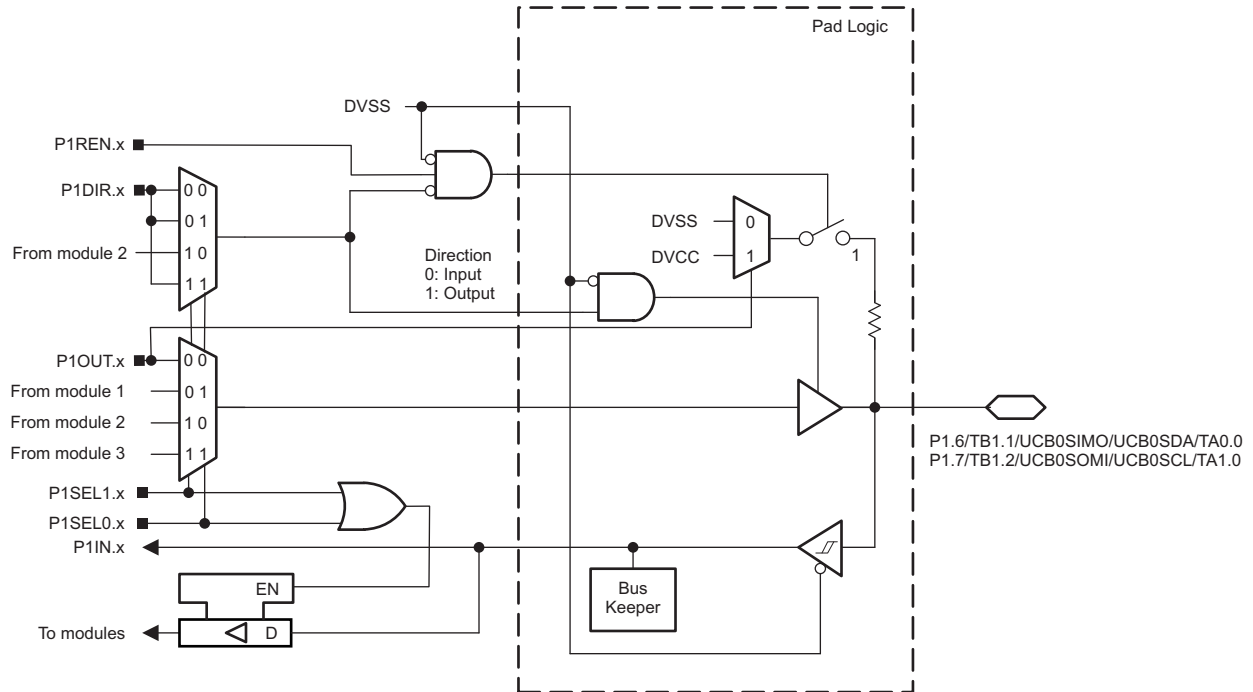 Pad Logic
DVSS
P1REN.x
P1DIR.x
0 0
0 1
From module 2
1 0
1 1
Direction
0: Input
1: Output
DVSS
0
DVCC
1
1
P1OUT.x
0 0
From module 1
0 1
From module 2
1 0
From module 3
1 1
P1.6/TB1.1/UCB0SIMO/UCB0SDA/TA0.0
P1.7/TB1.2/UCB0SOMI/UCB0SCL/TA1.0
P1SEL1.x
P1SEL0.x
P1IN.x
Bus
Keeper
EN
To modules
D